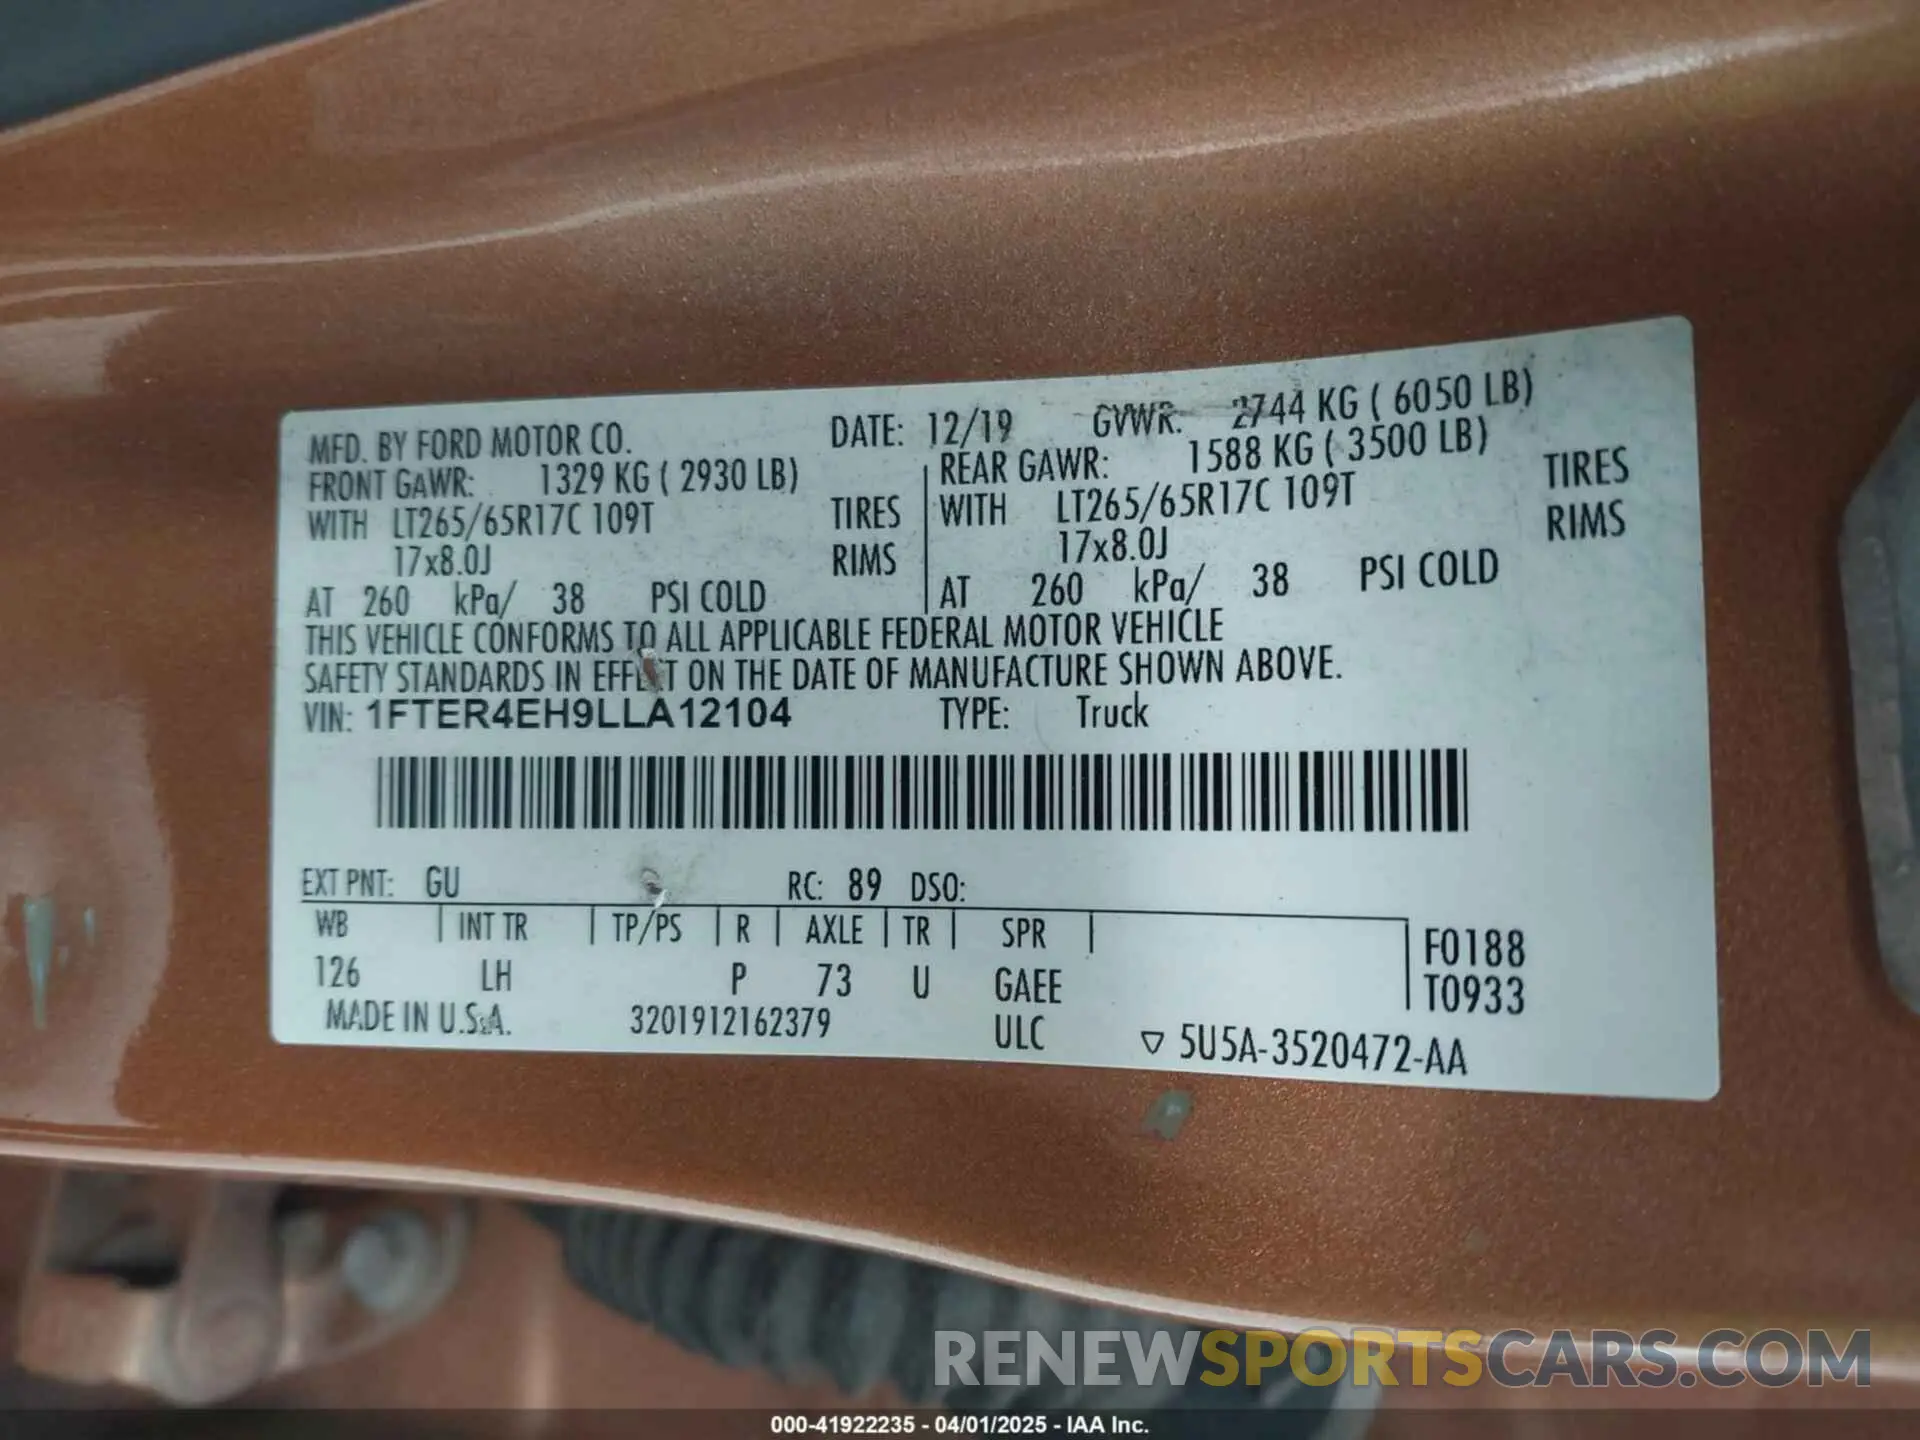 MFD. BY FORD MOTOR CO. DATE: 12/19 GVWR: 2744 KG ( 6050 LB)
FRONT GAWR: 1329 KG ( 2930 LB) REAR GAWR: 1588 KG ( 3500 LB)
WITH LT265/65R17C 109T TIRES WITH LT265/65R17C 109T TIRES
17x8.0J RIMS 17x8.0J RIMS
AT 260 kPa/ 38 PSI COLD AT 260 kPa/ 38 PSI COLD
THIS VEHICLE CONFORMS TO ALL APPLICABLE FEDERAL MOTOR VEHICLE
SAFETY STANDARDS IN EFFECT ON THE DATE OF MANUFACTURE SHOWN ABOVE.
VIN: 1FTER4EH9LLA12104 TYPE: Truck
EXT PNT: GU RC: 89 DSO:
WB INT TR TP/PS R AXLE TR SPR F0188
126 LH P 73 U GAEE T0933
MADE IN U.S.A. 3201912162379 ULC ▽ 5U5A-3520472-AA
RENEWSPORTSCARS.COM
000-41922235 - 04/01/2025 - IAA Inc.